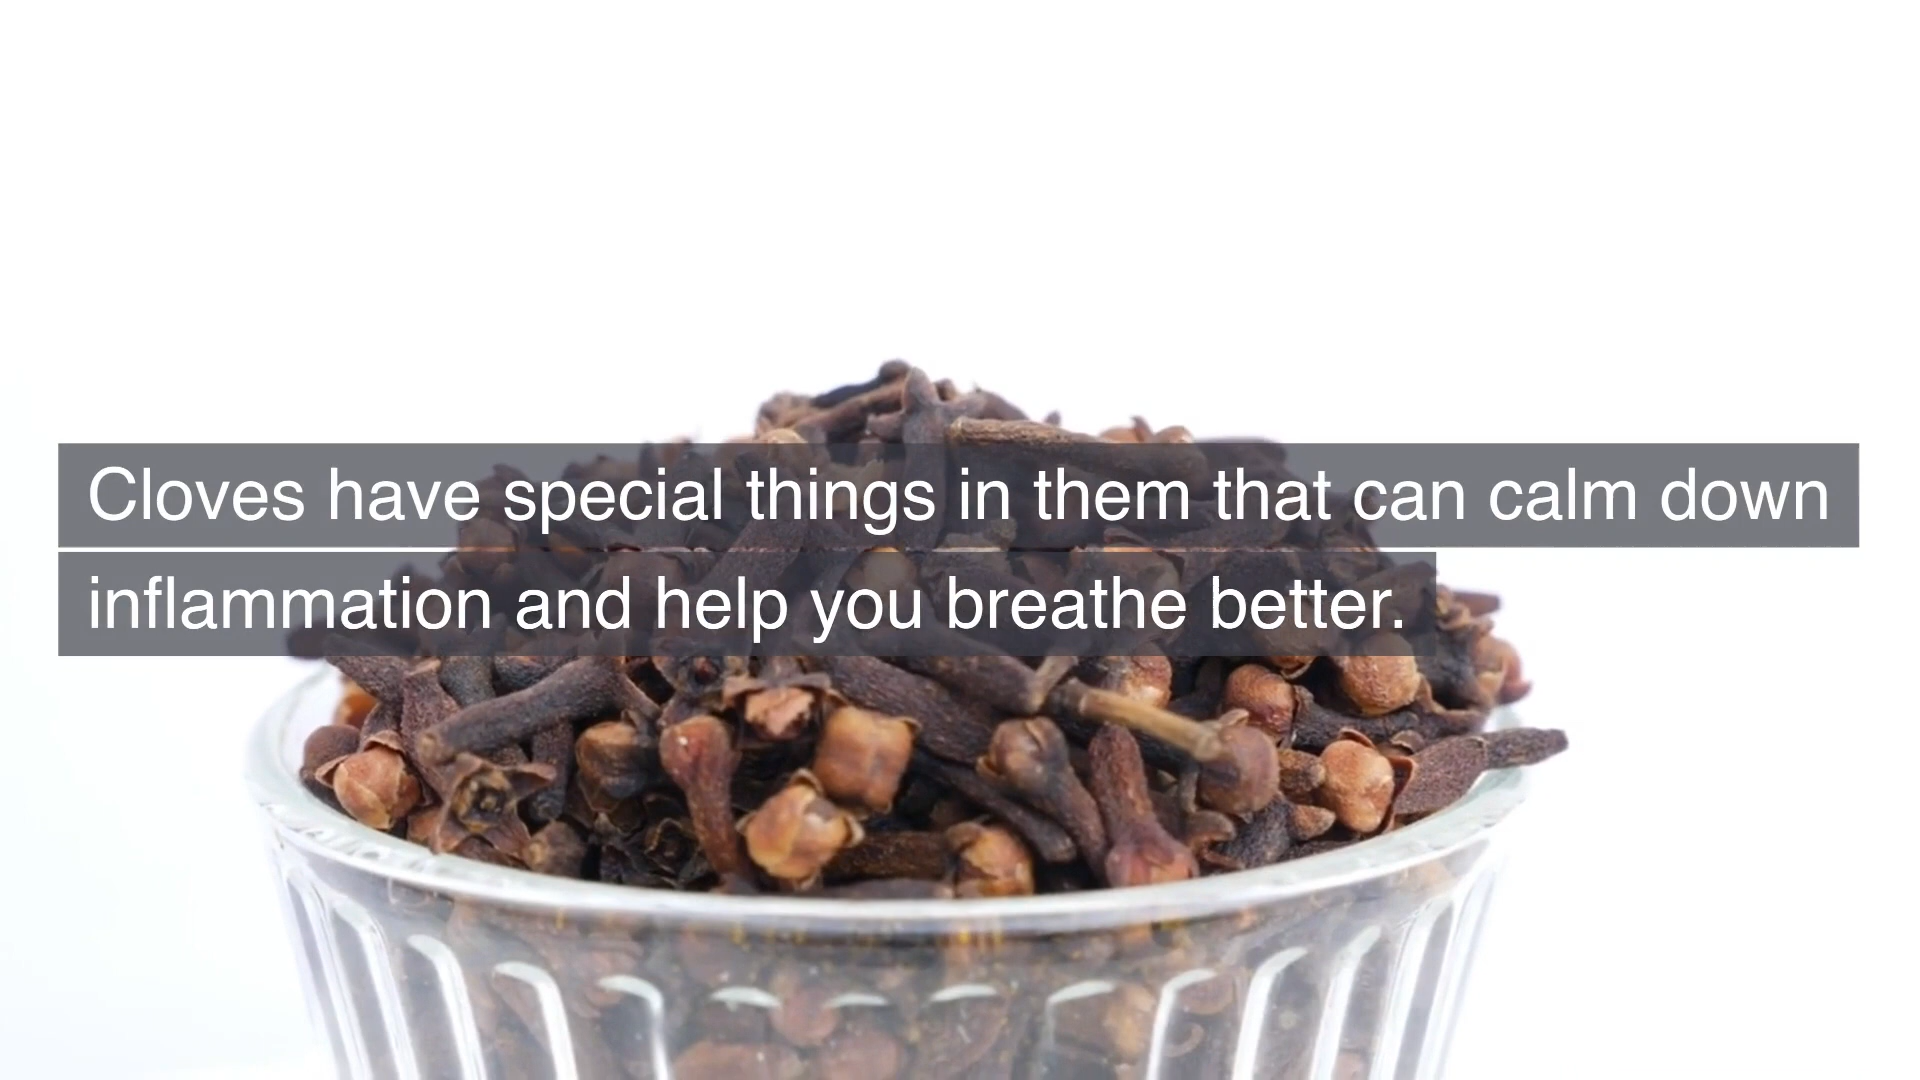 Cloves have special things in them that can calm down
inflammation and help you breathe better.